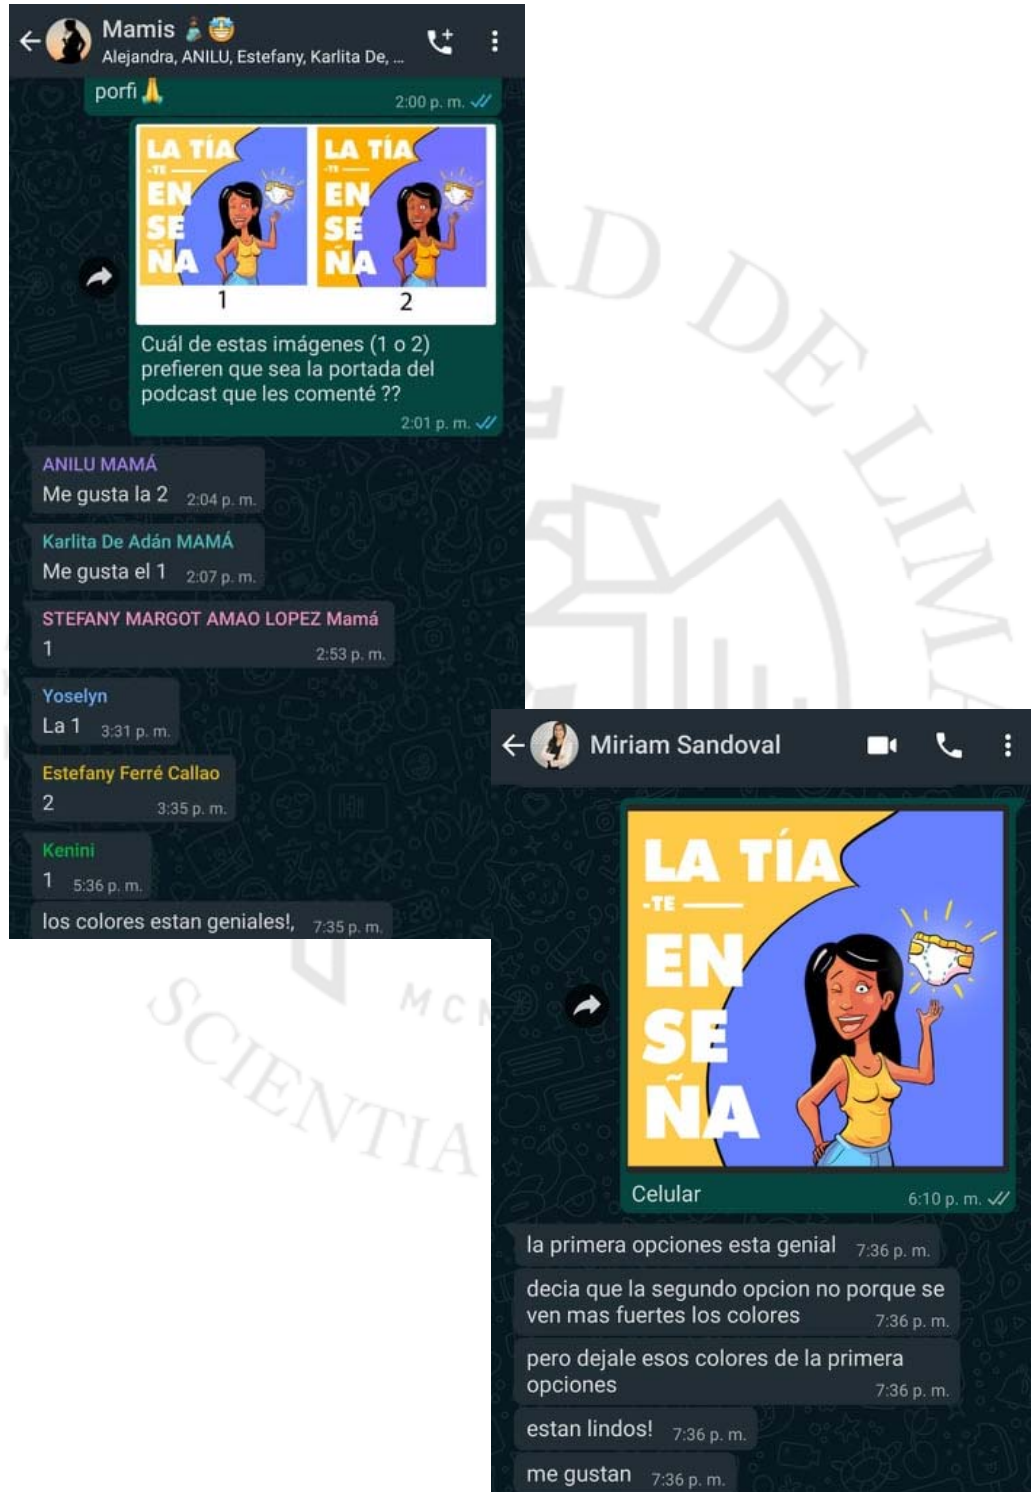 Mamis
Alejandra, ANILU, Estefany, Karlita De, ...
porfi 🙏
2:00 p. m.
LA TÍA
-TE
EN
SE
ÑA
1
LA TÍA
-TE
EN
SE
ÑA
2
Cuál de estas imágenes (1 o 2)
prefieren que sea la portada del
podcast que les comenté ??
2:01 p. m.
ANILU MAMÁ
Me gusta la 2 2:04 p. m.
Karlita De Adán MAMÁ
Me gusta el 1 2:07 p. m.
STEFANY MARGOT AMAO LOPEZ Mamá
1 2:53 p. m.
Yoselyn
La 1 3:31 p. m.
Estefany Ferré Callao
2 3:35 p. m.
Kenini
1 5:36 p. m.
los colores estan geniales!, 7:35 p. m.
Miriam Sandoval
LA TÍA
-TE
EN
SE
ÑA
Celular 6:10 p. m.
la primera opciones esta genial 7:36 p. m.
decia que la segundo opcion no porque se
ven mas fuertes los colores 7:36 p. m.
pero dejale esos colores de la primera
opciones 7:36 p. m.
estan lindos! 7:36 p. m.
me gustan 7:36 p. m.
AD DE LIMA
SCIENTIA
MCM